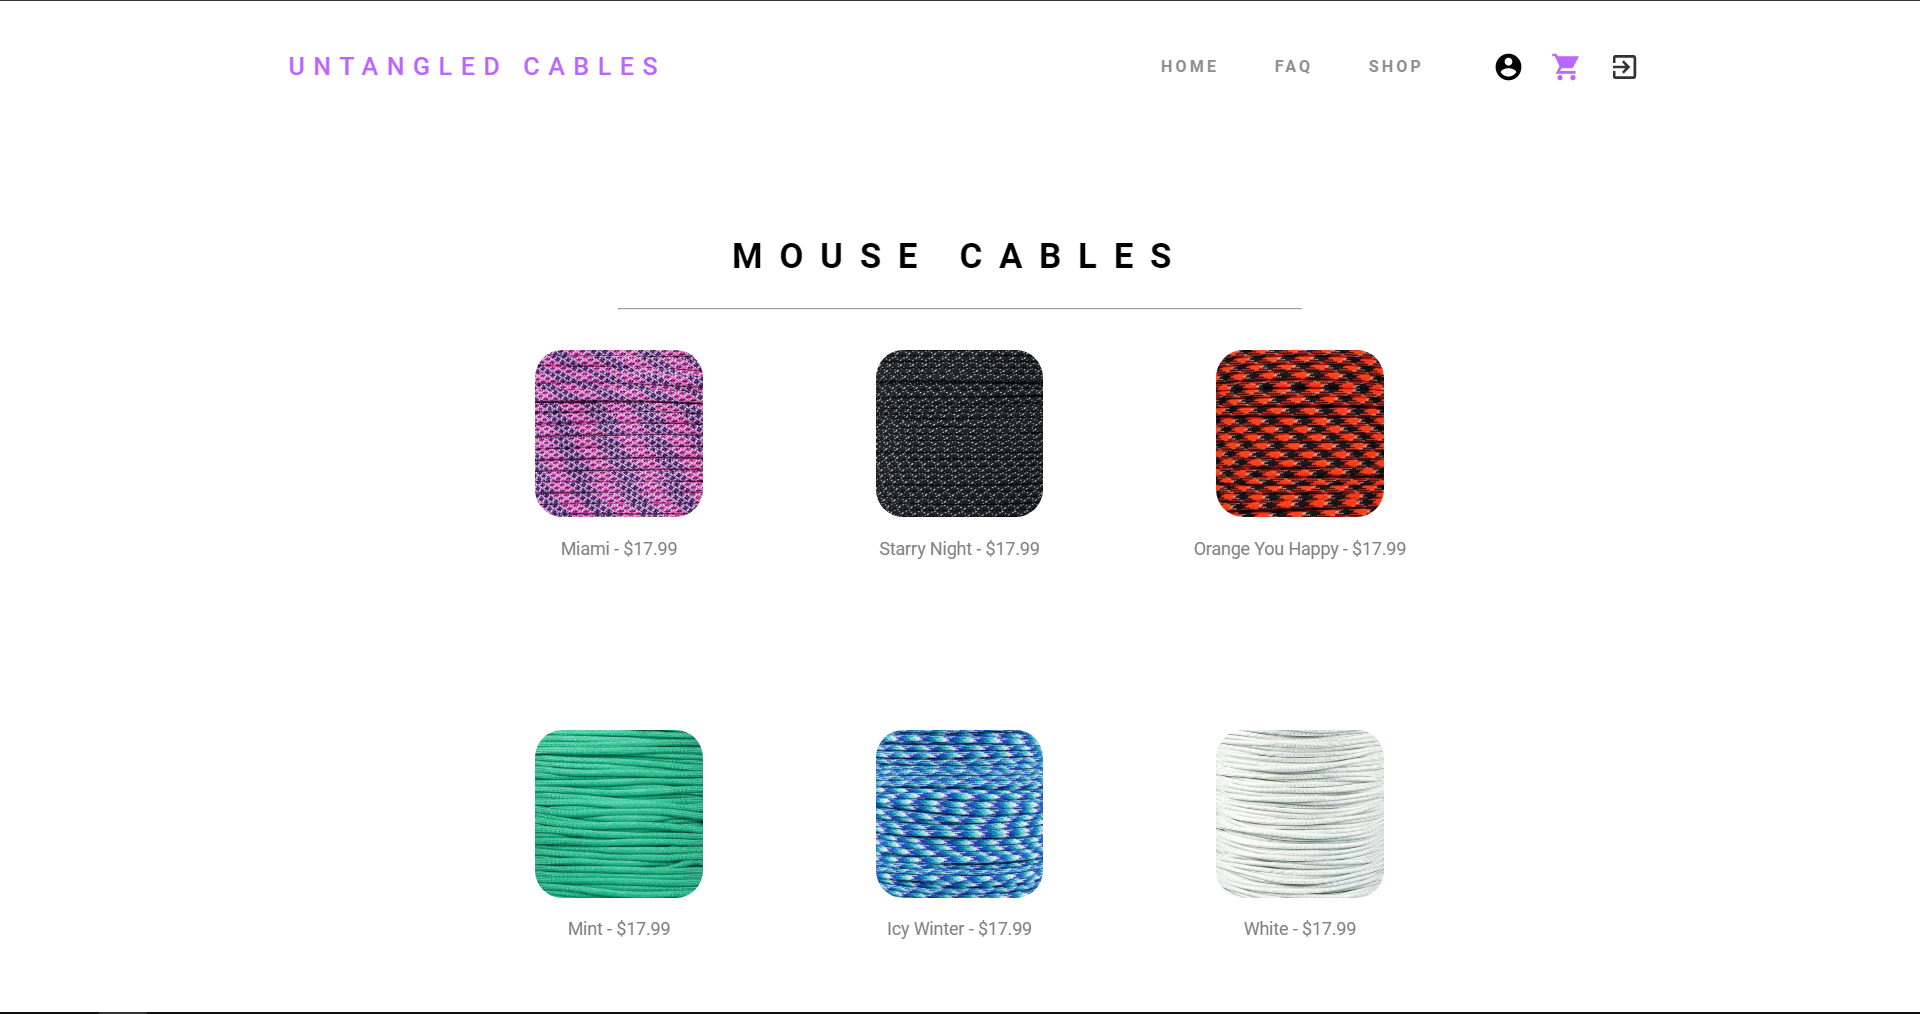 UNTANGLED CABLES
HOME FAQ SHOP
MOUSE CABLES
Miami - $17.99
Starry Night - $17.99
Orange You Happy - $17.99
Mint - $17.99
Icy Winter - $17.99
White - $17.99